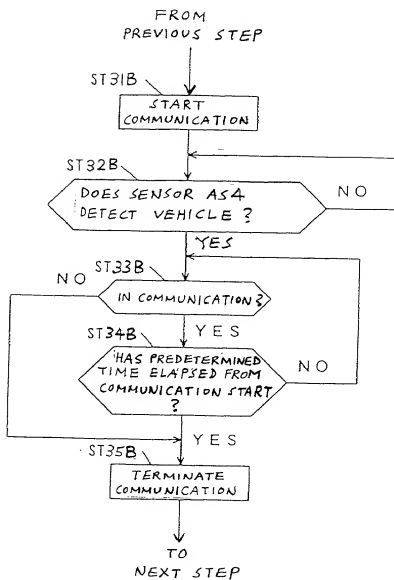 FROM
PREVIOUS STEP
ST31B
START
COMMUNICATION
ST32B
DOES SENSOR AS4
DETECT VEHICLE ?
NO
YES
ST33B
NO
IN COMMUNICATION?
YES
ST34B
HAS PREDETERMINED
TIME ELAPSED FROM
COMMUNICATION START
?
NO
YES
ST35B
TERMINATE
COMMUNICATION
TO
NEXT STEP